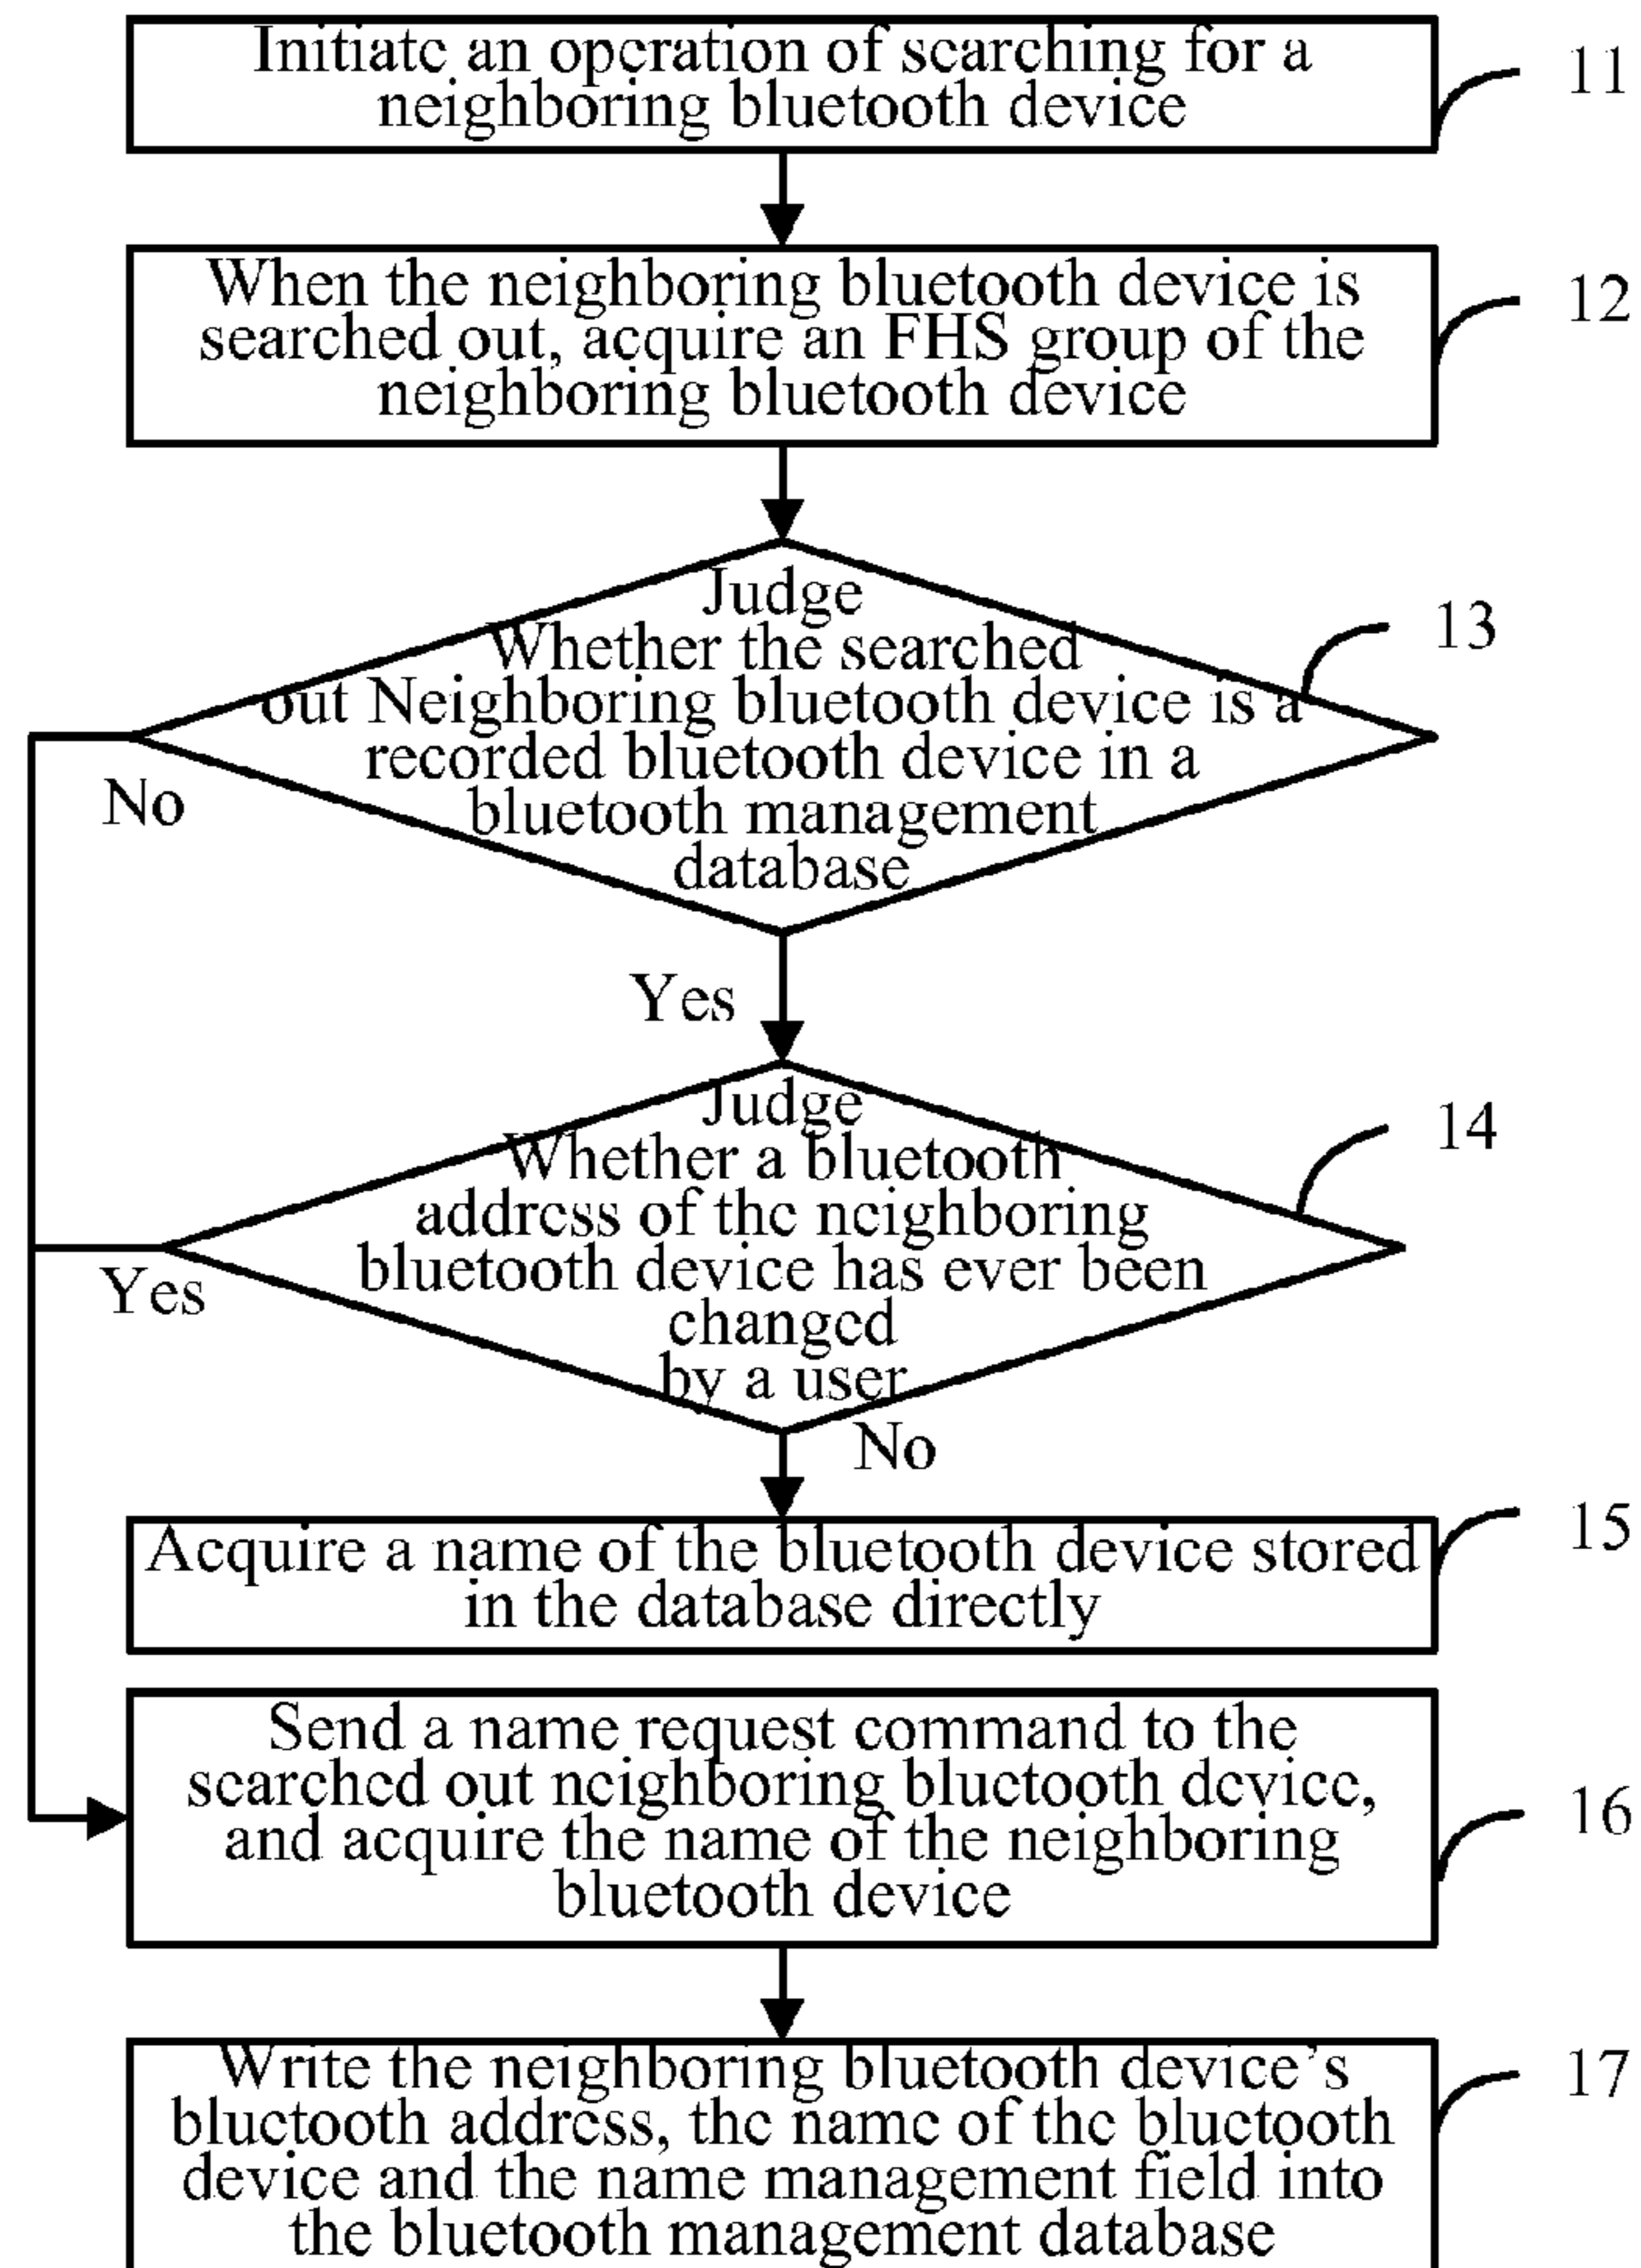 Initiate an operation of searching for a
neighboring bluetooth device
11
When the neighboring bluetooth device is
searched out, acquire an FHS group of the
neighboring bluetooth device
12
Judge
Whether the searched
out Neighboring bluetooth device is a
recorded bluetooth device in a
bluetooth management
database
13
No
Yes
Judge
Whether a bluetooth
address of the neighboring
bluetooth device has ever been
changed
by a user
14
Yes
No
Acquire a name of the bluetooth device stored
in the database directly
15
Send a name request command to the
searched out neighboring bluetooth device,
and acquire the name of the neighboring
bluetooth device
16
Write the neighboring bluetooth device's
bluetooth address, the name of the bluetooth
device and the name management field into
the bluetooth management database
17